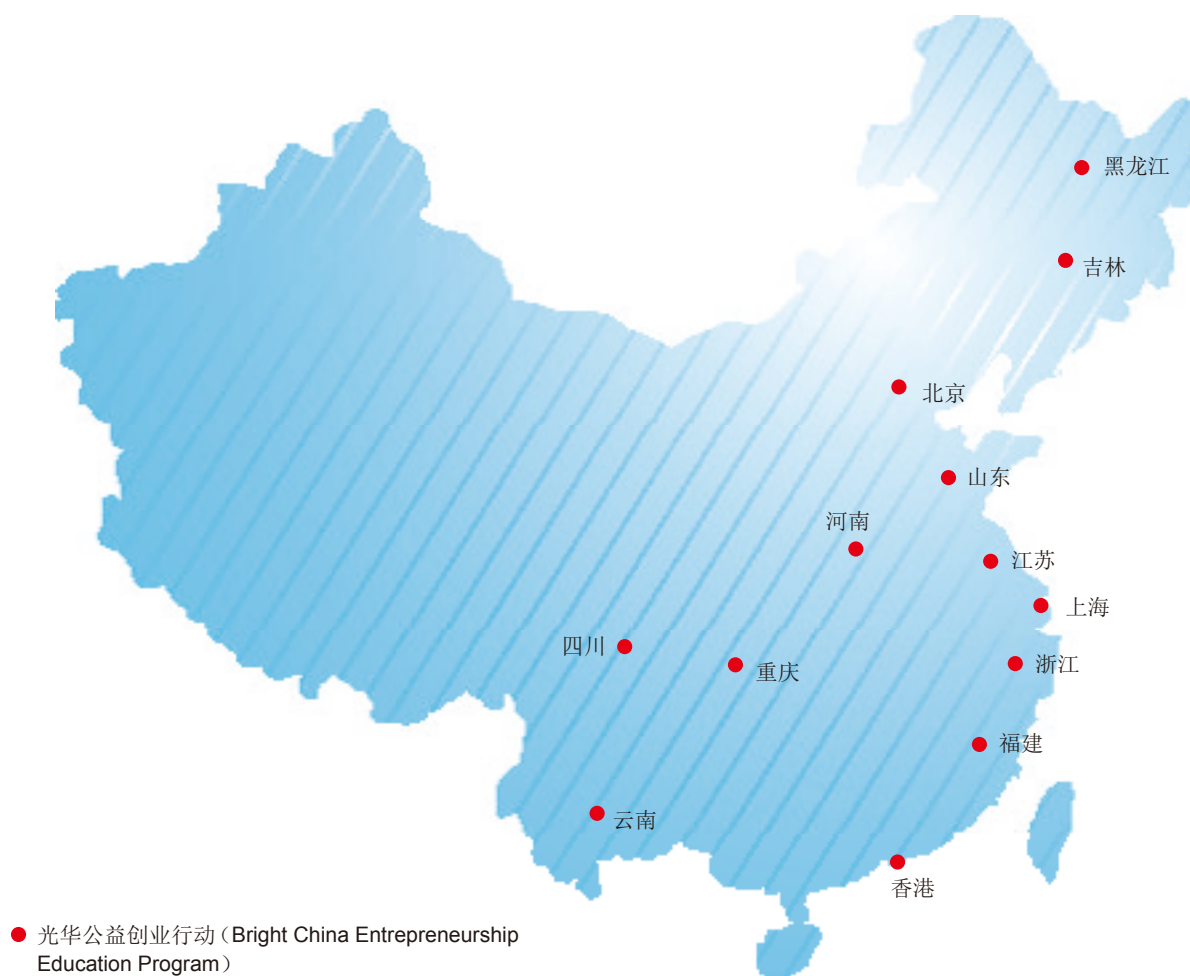 黑龙江
吉林
北京
山东
河南
江苏
上海
四川
浙江
重庆
福建
云南
香港
光华公益创业行动（Bright China Entrepreneurship
Education Program）